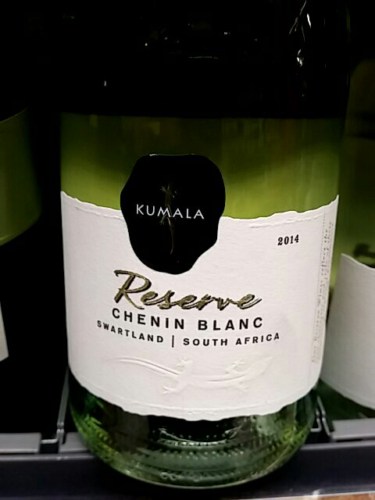 KUMALA
2014
Reserve
CHENIN BLANC
SWARTLAND | SOUTH AFRICA